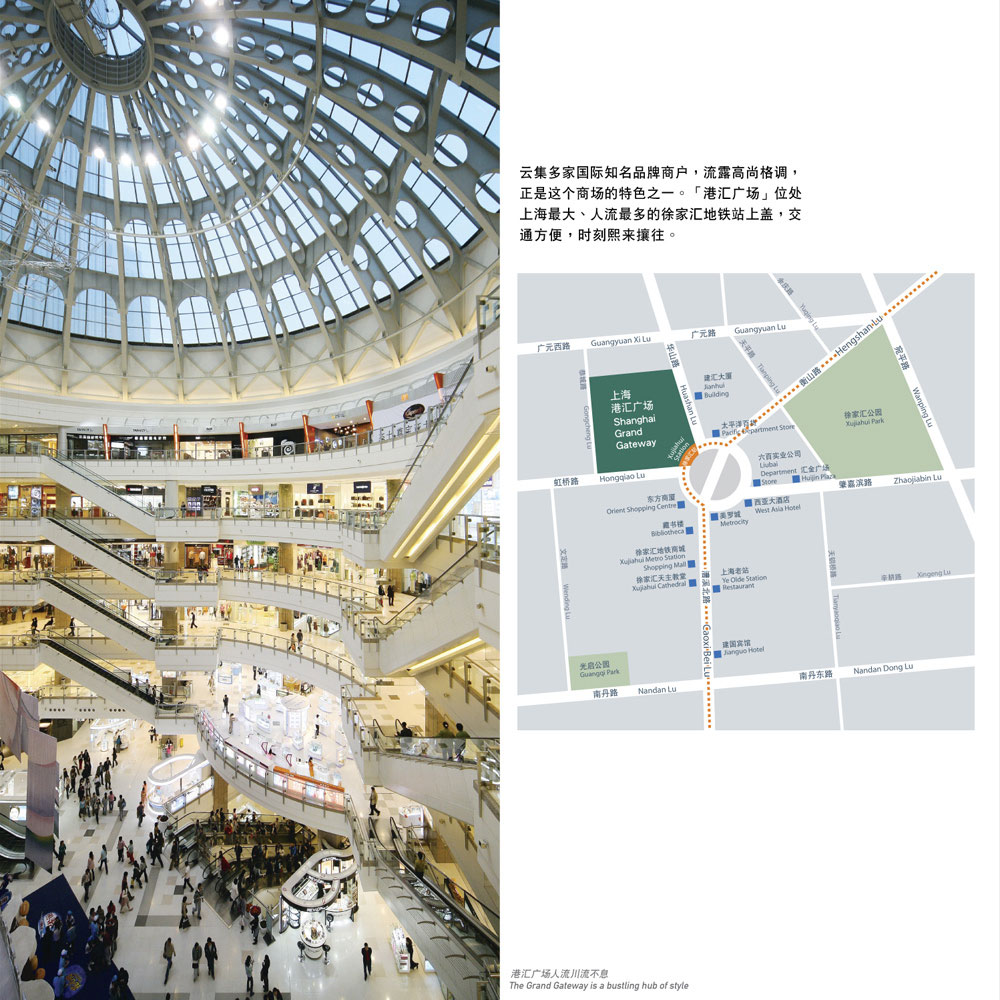 云集多家国际知名品牌商户，流露高尚格调，
正是这个商场的特色之一。「港汇广场」位处
上海最大、人流最多的徐家汇地铁站上盖，交
通方便，时刻熙来攘往。
广元西路 Guangyuan Xi Lu
广元路 Guangyuan Lu
Tianping Lu
天平路
华山路
Huashan Lu
衡山路
Hengshan Lu
宛平路
Wanping Lu
Gongcheng Lu
上海
港汇广场
Shanghai
Grand
Gateway
建汇大厦
Jianhui
Building
太平洋百货
Pacific Department Store
徐家汇公园
Xujiahui Park
Xujiahui
Station
六百实业公司
Liubai
Department
Store
汇金广场
Huijin Plaza
虹桥路 Hongqiao Lu
肇嘉浜路 Zhaojiabin Lu
东方商厦
Orient Shopping Centre
西亚大酒店
West Asia Hotel
美罗城
Metrocity
藏书楼
Bibliotheca
徐家汇地铁商城
Xujiahui Metro Station
Shopping Mall
徐家汇天主教堂
Xujiahui Cathedral
上海老站
Ye Olde Station
Restaurant
文定路
Wending Lu
漕溪北路
Caoxi Bei Lu
天钥桥路
Tianyaoqiao Lu
辛耕路 Xingeng Lu
建国宾馆
Jianguo Hotel
光启公园
Guangqi Park
南丹路 Nandan Lu
南丹东路 Nandan Dong Lu
港汇广场人流川流不息
The Grand Gateway is a bustling hub of style